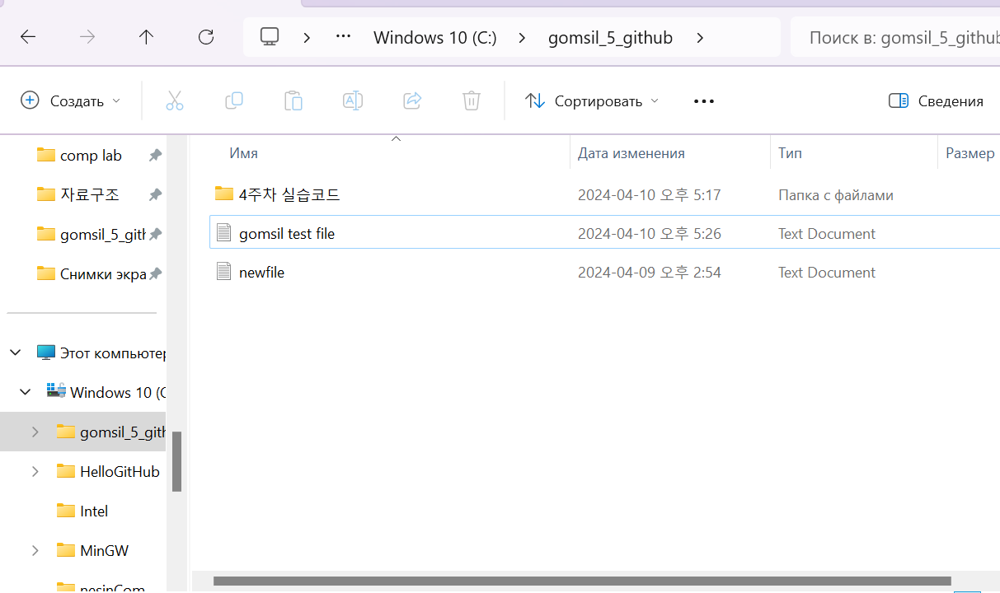 Windows 10 (C:) gomsil_5_github Поиск в: gomsil_5_github
Создать Сортировать Сведения
comp lab
자료구조
gomsil_5_gith
Снимки экра
Этот компьютер
Windows 10 (C
gomsil_5_gith
HelloGitHub
Intel
MinGW
nesinCom
Имя Дата изменения Тип Размер
4주차 실습코드 2024-04-10 오후 5:17 Папка с файлами
gomsil test file 2024-04-10 오후 5:26 Text Document
newfile 2024-04-09 오후 2:54 Text Document